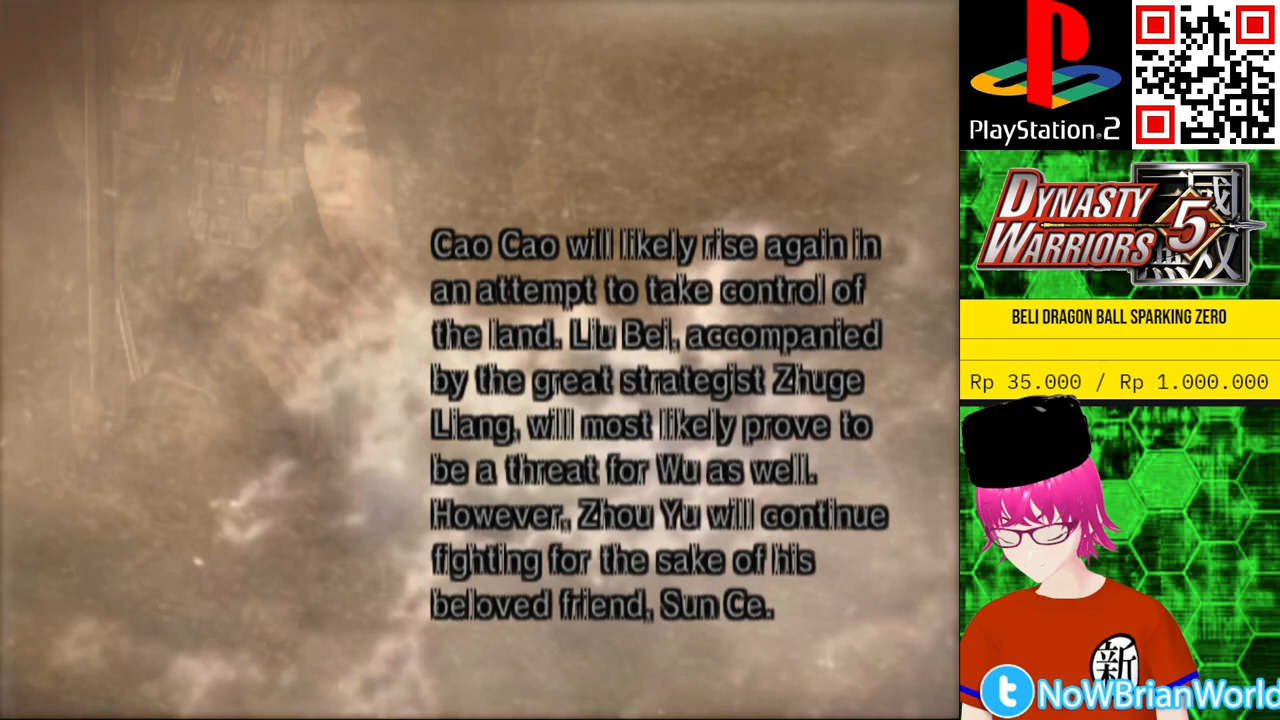 Cao Cao will likely rise again in
an attempt to take control of
the land. Liu Bei, accompanied
by the great strategist Zhuge
Liang, will most likely prove to
be a threat for Wu as well.
However, Zhou Yu will continue
fighting for the sake of his
beloved friend, Sun Ce.
PlayStation®2
DYNASTY
WARRIORS 5
BELI DRAGON BALL SPARKING ZERO
Rp 35.000 / Rp 1.000.000
新
NoWBrianWorld